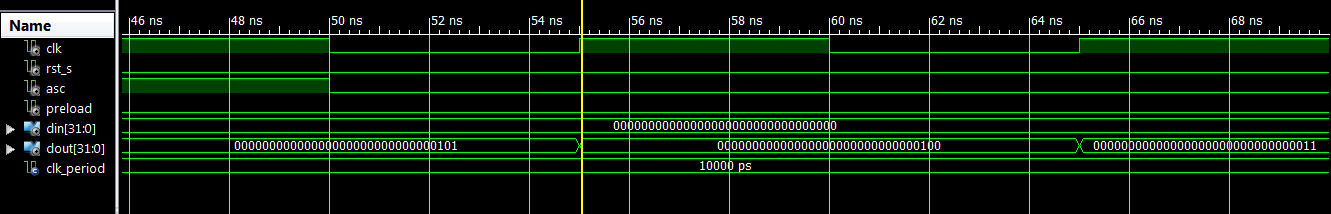 Name
46 ns 48 ns 50 ns 52 ns 54 ns 56 ns 58 ns 60 ns 62 ns 64 ns 66 ns 68 ns
clk
rst_s
asc
preload
din[31:0] 00000000000000000000000000000000
dout[31:0] 00000000000000000000000000000101 00000000000000000000000000000100 00000000000000000000000000000011
clk_period 10000 ps